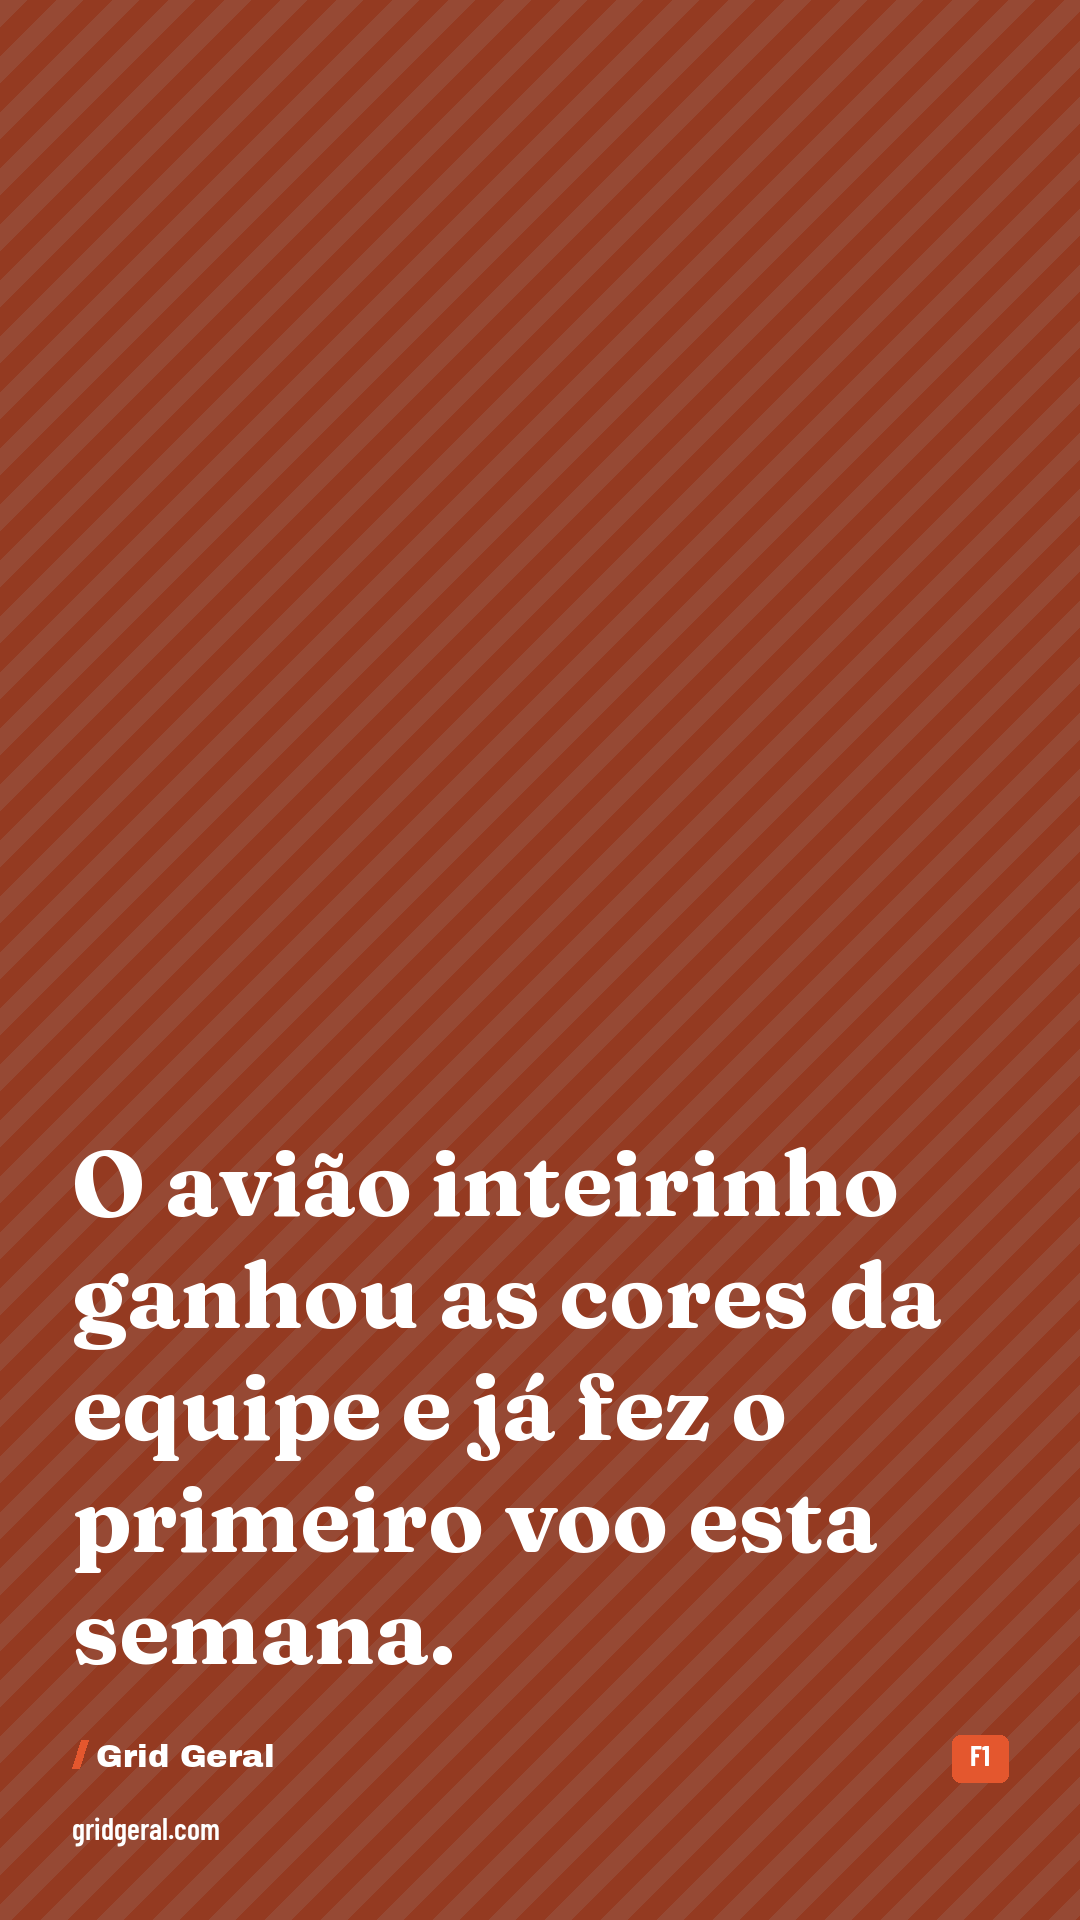 O avião inteirinho
ganhou as cores da
equipe e já fez o
primeiro voo esta
semana.
/ Grid Geral
F1
gridgeral.com